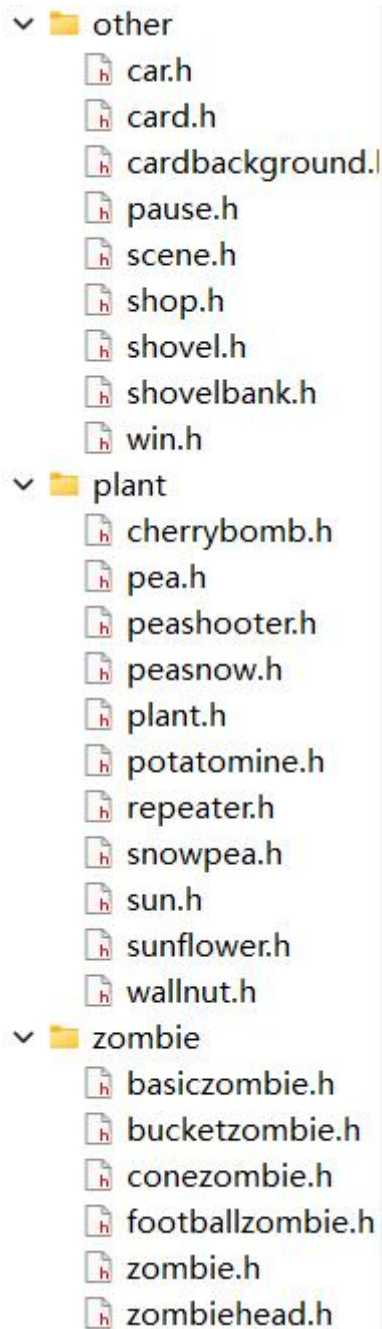 other
car.h
card.h
cardbackground.
pause.h
scene.h
shop.h
shovel.h
shovelbank.h
win.h
plant
cherrybomb.h
pea.h
peashooter.h
peasnow.h
plant.h
potatomine.h
repeater.h
snowpea.h
sun.h
sunflower.h
wallnut.h
zombie
basiczombie.h
bucketzombie.h
conezombie.h
footballzombie.h
zombie.h
zombiehead.h